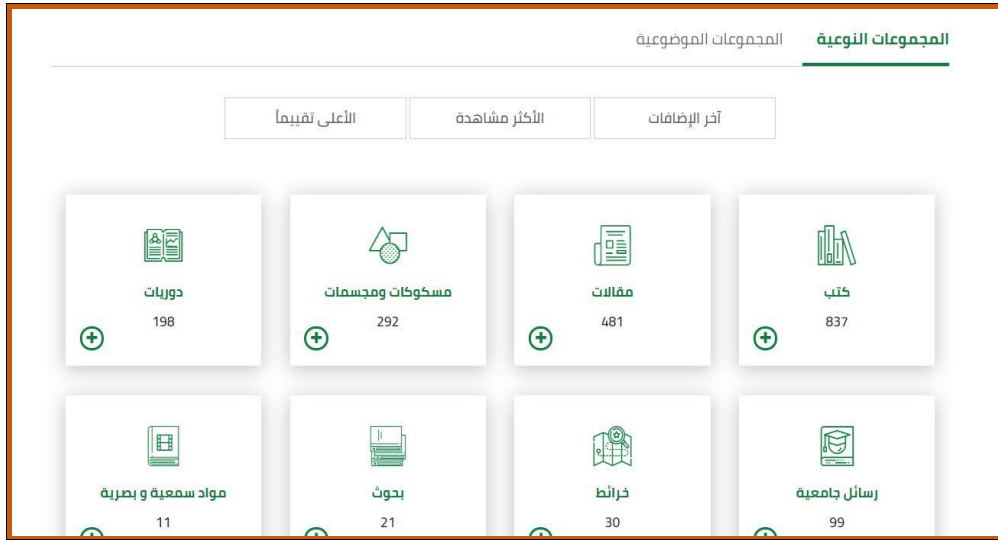 المجموعات النوعية
المجموعات الموضوعية
آخر الإضافات
الأكثر مشاهدة
الأعلى تقييماً
كتب
837
مقالات
481
مسكوكات ومجسمات
292
دوريات
198
رسائل جامعية
99
خرائط
30
بحوث
21
مواد سمعية و بصرية
11